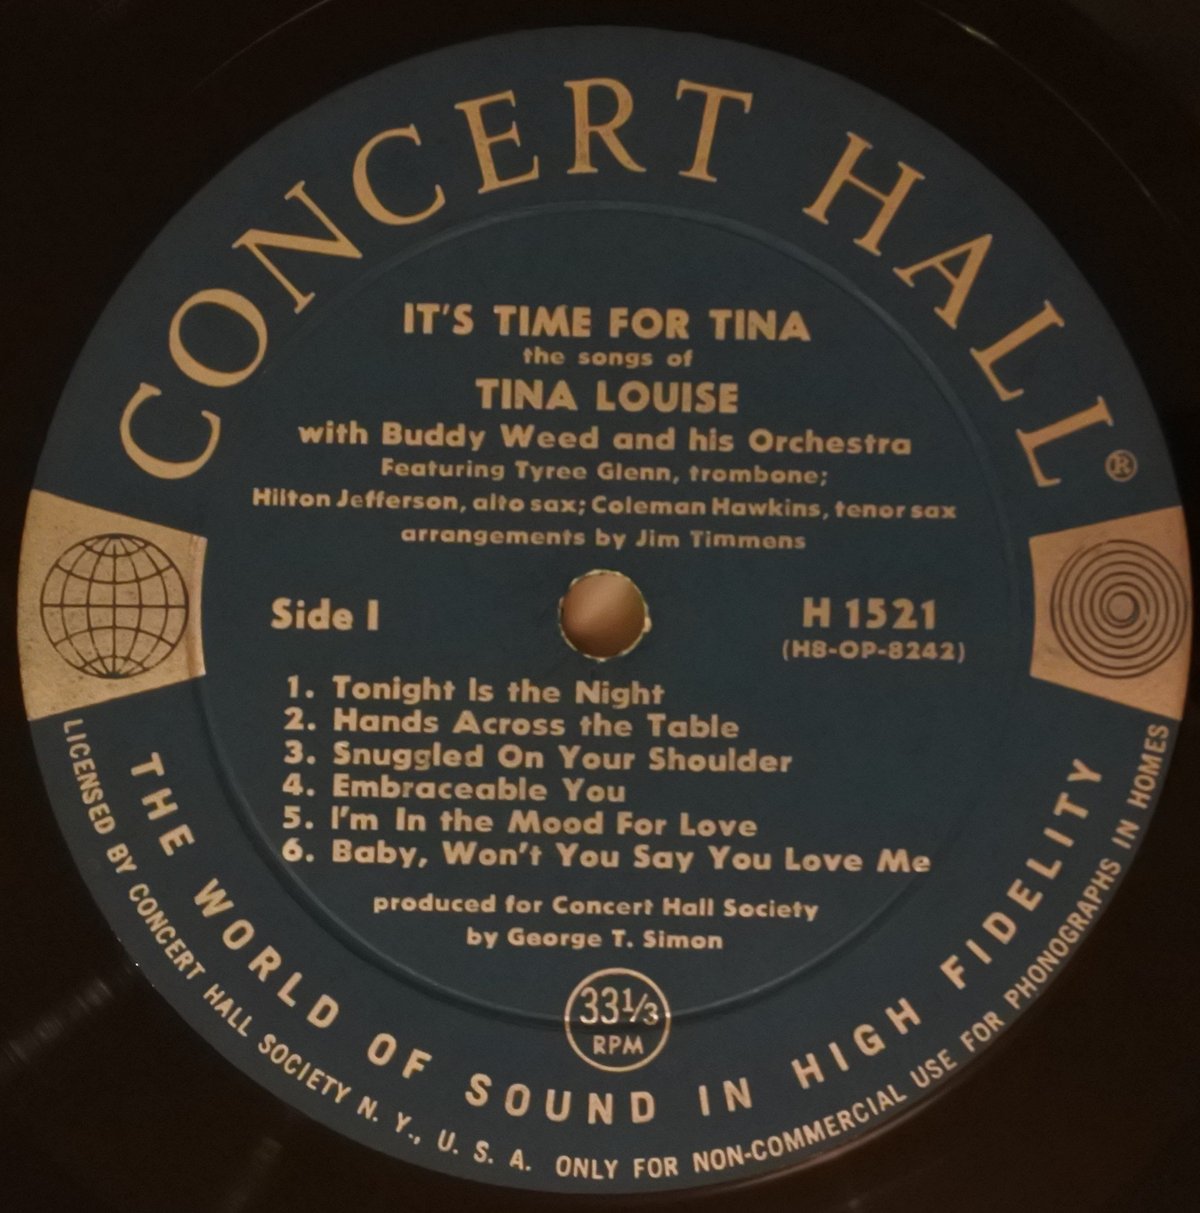 CONCERT HALL®
IT'S TIME FOR TINA
the songs of
TINA LOUISE
with Buddy Weed and his Orchestra
Featuring Tyree Glenn, trombone;
Hilton Jefferson, alto sax; Coleman Hawkins, tenor sax
arrangements by Jim Timmens
Side I
H 1521
(H8-OP-8242)
1. Tonight Is the Night
2. Hands Across the Table
3. Snuggled On Your Shoulder
4. Embraceable You
5. I'm In the Mood For Love
6. Baby, Won't You Say You Love Me
produced for Concert Hall Society
by George T. Simon
33⅓
RPM
THE WORLD OF SOUND IN HIGH FIDELITY
LICENSED BY CONCERT HALL SOCIETY N. Y., U. S. A. ONLY FOR NON-COMMERCIAL USE FOR PHONOGRAPHS IN HOMES